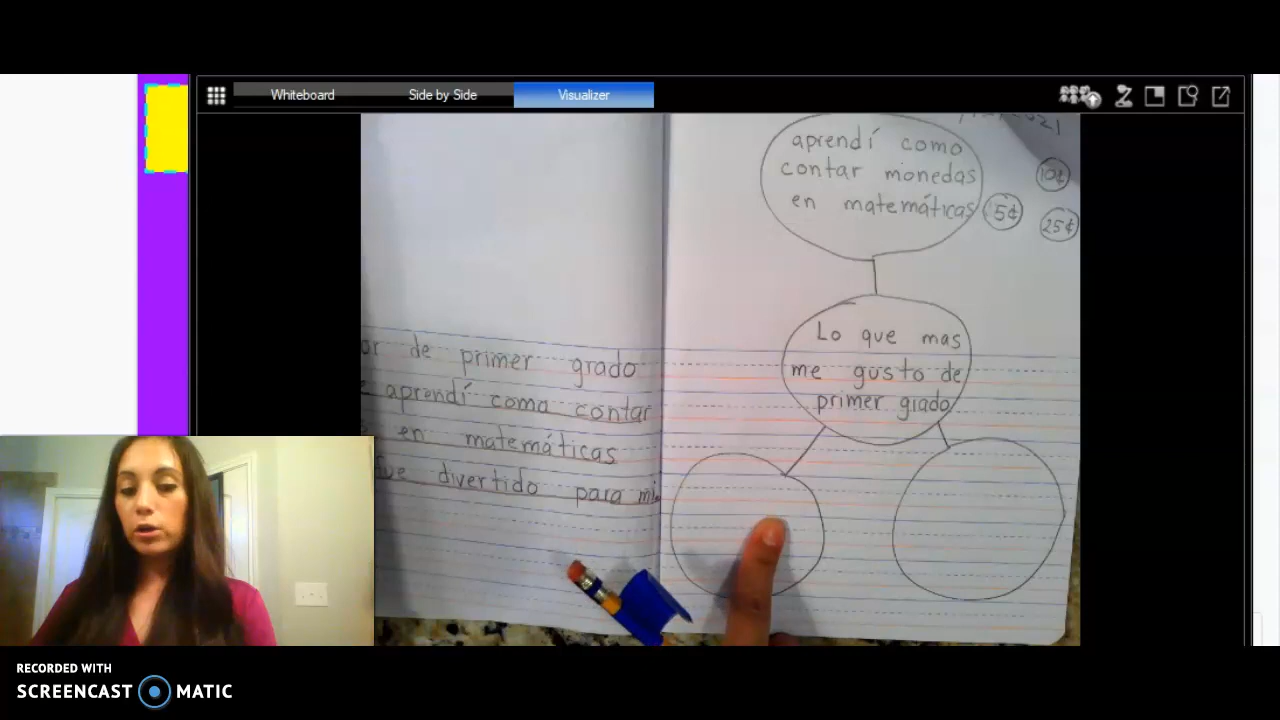 Whiteboard
Side by Side
Visualizer
aprendí como
contar monedas
en matemáticas
10¢
5¢
25¢
Lo que mas
me gusto de
primer grado
de primer grado
aprendí como contar
en matemáticas
fue divertido para mi.
RECORDED WITH
SCREENCAST MATIC